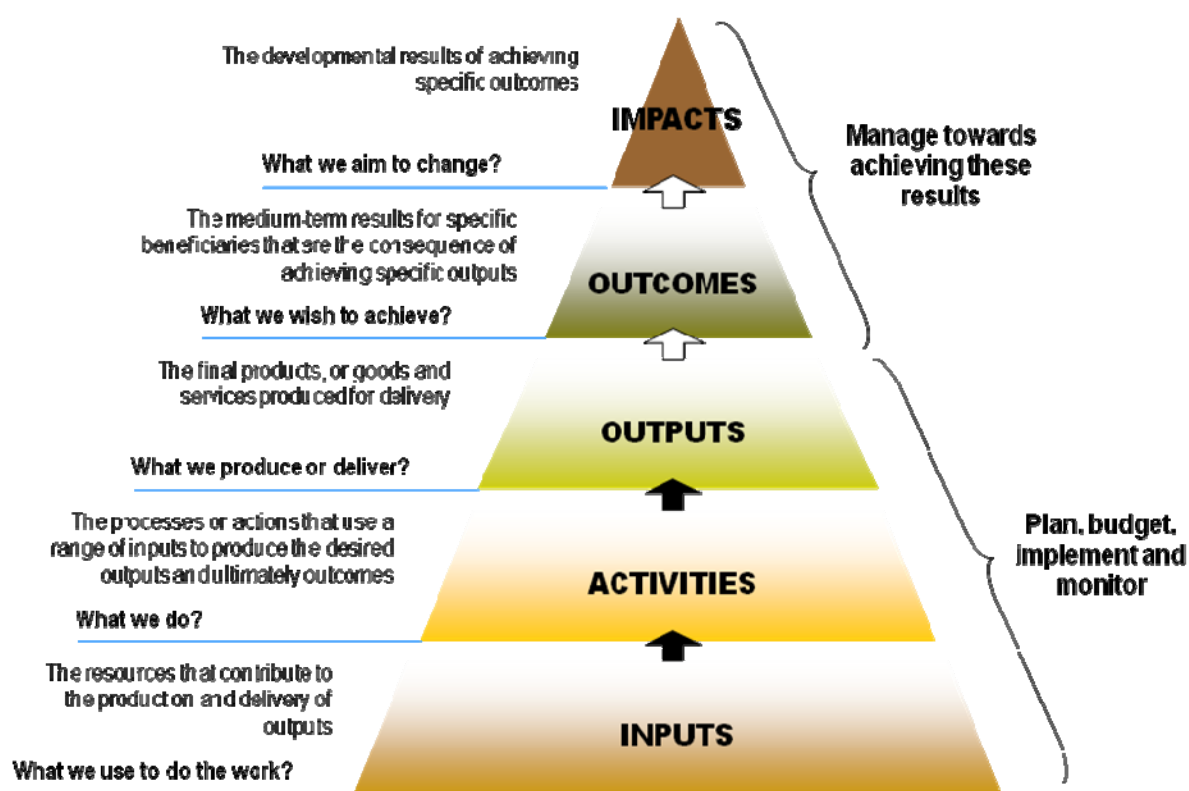 The developmental results of achieving
specific outcomes
IMPACTS
What we aim to change?
Manage towards
achieving these
results
The medium-term results for specific
beneficiaries that are the consequence of
achieving specific outputs
OUTCOMES
What we wish to achieve?
The final products, or goods and
services produced for delivery
OUTPUTS
What we produce or deliver?
The processes or actions that use a
range of inputs to produce the desired
outputs and ultimately outcomes
ACTIVITIES
What we do?
Plan, budget,
implement and
monitor
The resources that contribute to
the production and delivery of
outputs
INPUTS
What we use to do the work?